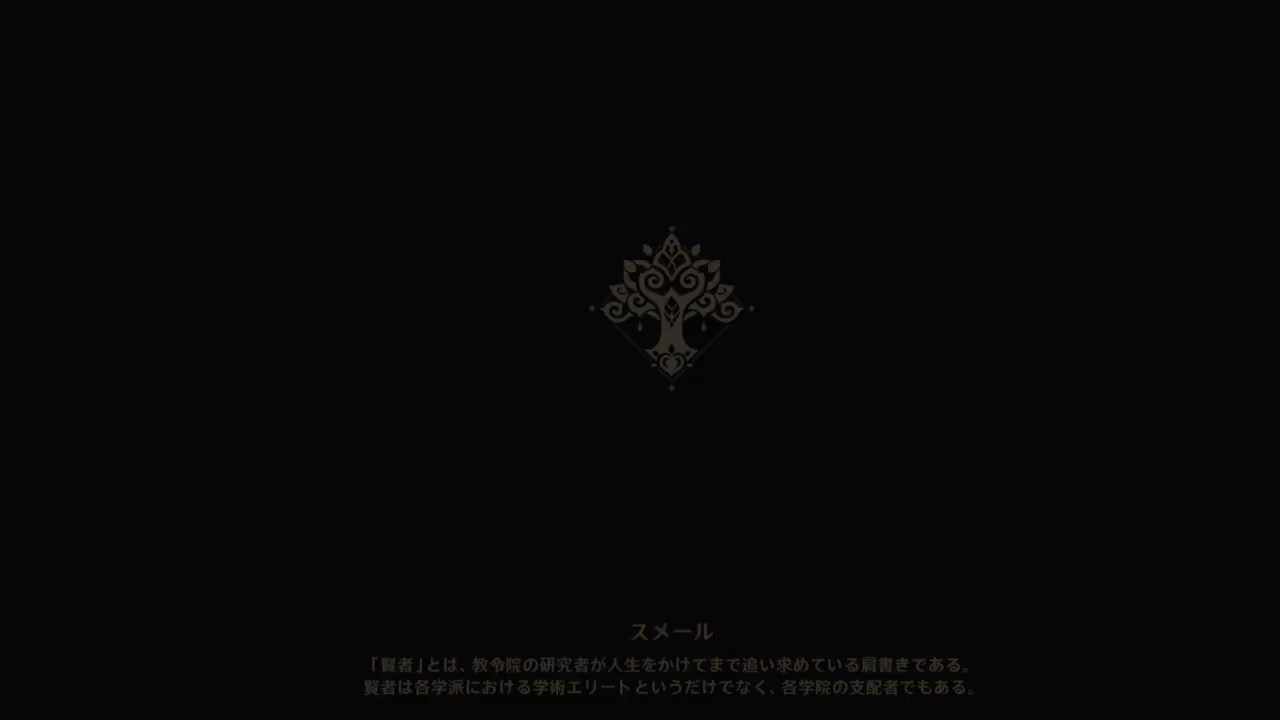 スメール
「賢者」とは、教令院の研究者が人生をかけてまで追い求めている肩書きである。
賢者は各学派における学術エリートというだけでなく、各学院の支配者でもある。